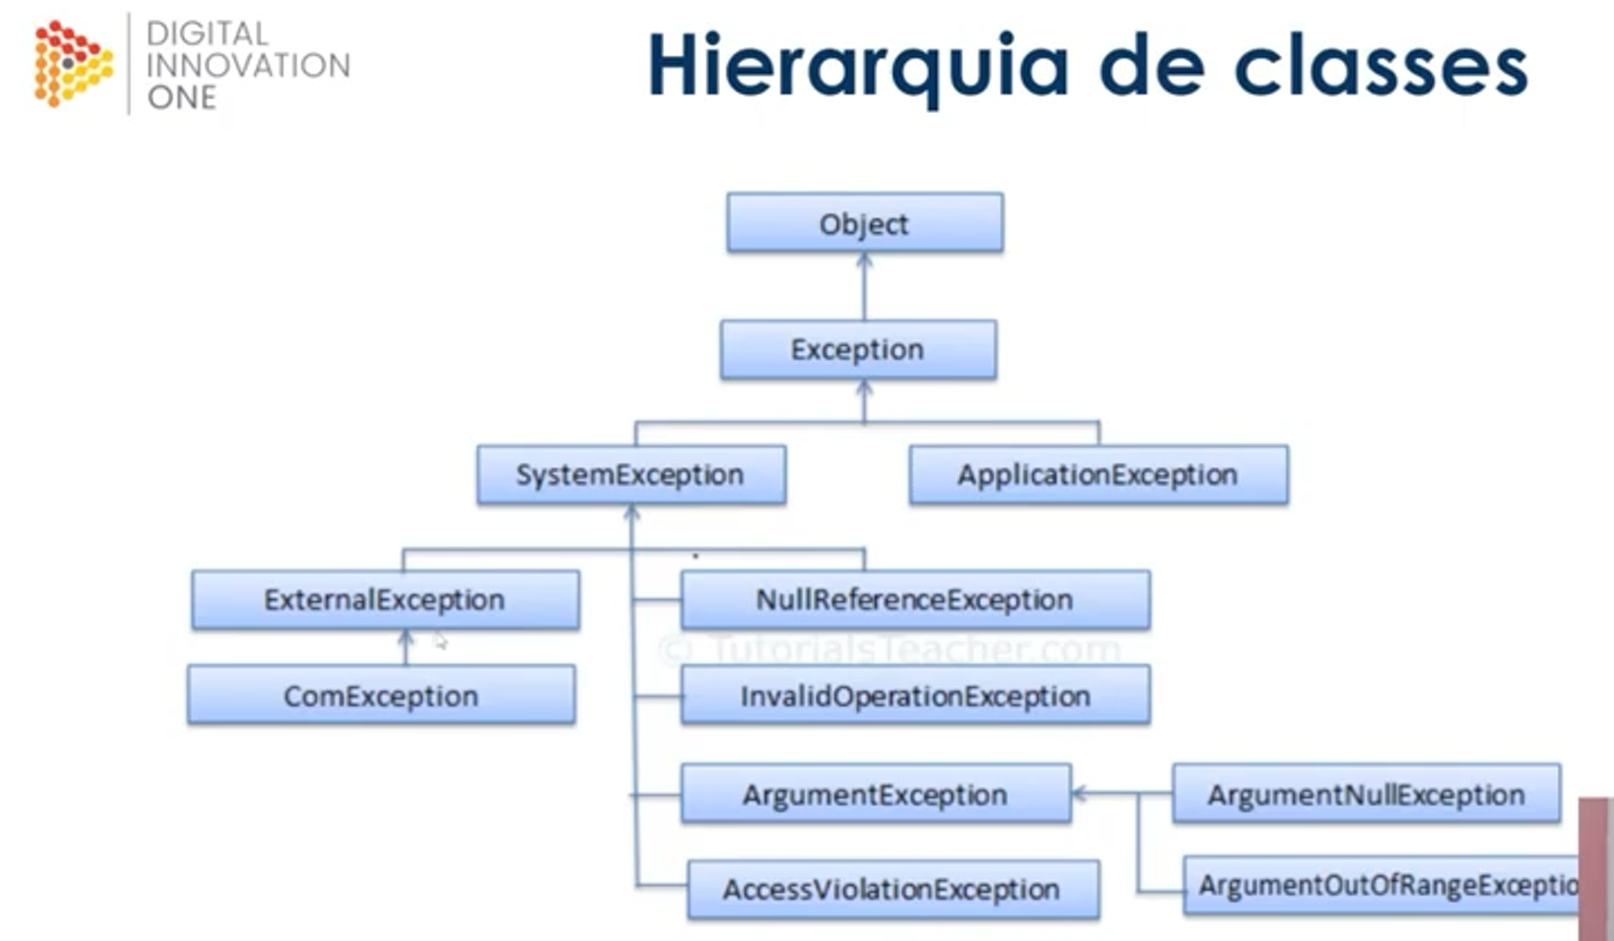 DIGITAL
INNOVATION
ONE
Hierarquia de classes
Object
Exception
SystemException
ApplicationException
ExternalException
NullReferenceException
© TutorialsTeacher.com
ComException
InvalidOperationException
ArgumentException
ArgumentNullException
AccessViolationException
ArgumentOutOfRangeExceptio